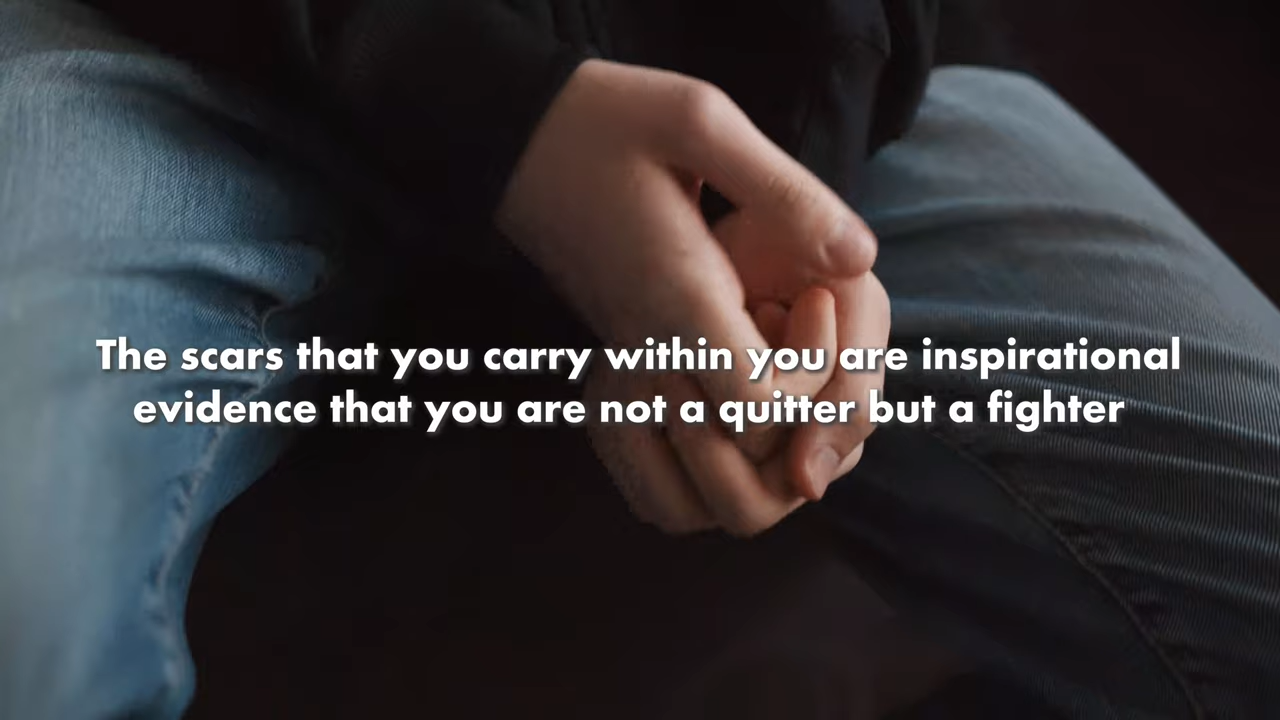 The scars that you carry within you are inspirational
evidence that you are not a quitter but a fighter